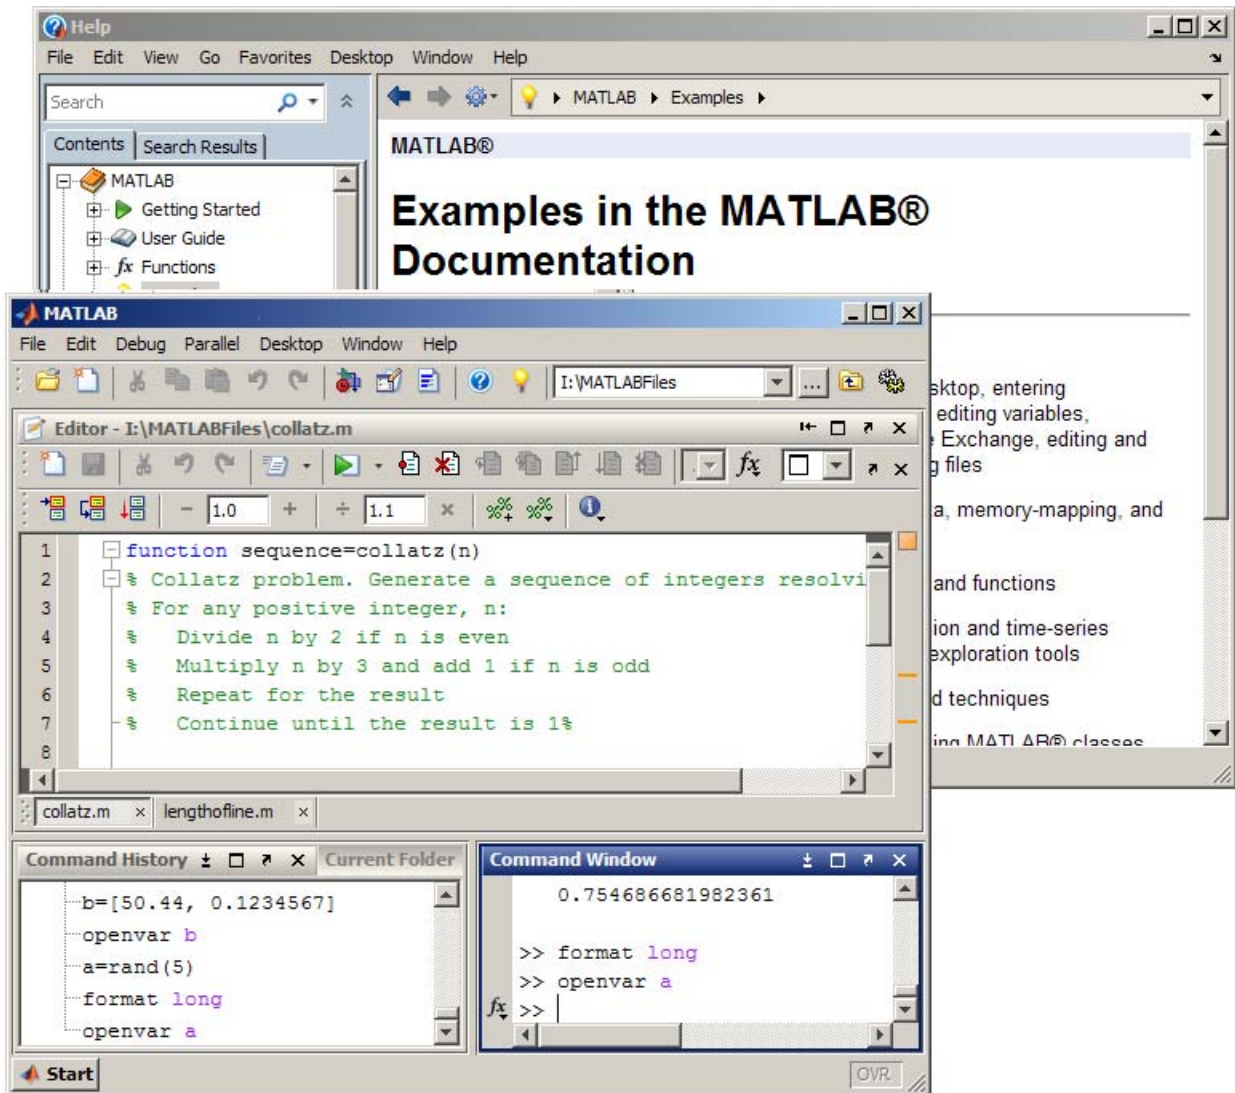 Help
File Edit View Go Favorites Desktop Window Help
Search
MATLAB Examples
Contents Search Results
MATLAB®
MATLAB
Getting Started
User Guide
Functions
Examples in the MATLAB®
Documentation
sktop, entering
editing variables,
Exchange, editing and
g files
a, memory-mapping, and
and functions
ion and time-series
exploration tools
d techniques
ing MATLAB® classes
MATLAB
File Edit Debug Parallel Desktop Window Help
I:\MATLABFiles
Editor - I:\MATLABFiles\collatz.m
fx
1.0 1.1
1 function sequence=collatz(n)
2 % Collatz problem. Generate a sequence of integers resolvi
3 % For any positive integer, n:
4 % Divide n by 2 if n is even
5 % Multiply n by 3 and add 1 if n is odd
6 % Repeat for the result
7 % Continue until the result is 1%
8
collatz.m lengthofline.m
Command History Current Folder
b=[50.44, 0.1234567]
openvar b
a=rand(5)
format long
openvar a
Command Window
0.754686681982361
>> format long
>> openvar a
fx >>
Start
OVR